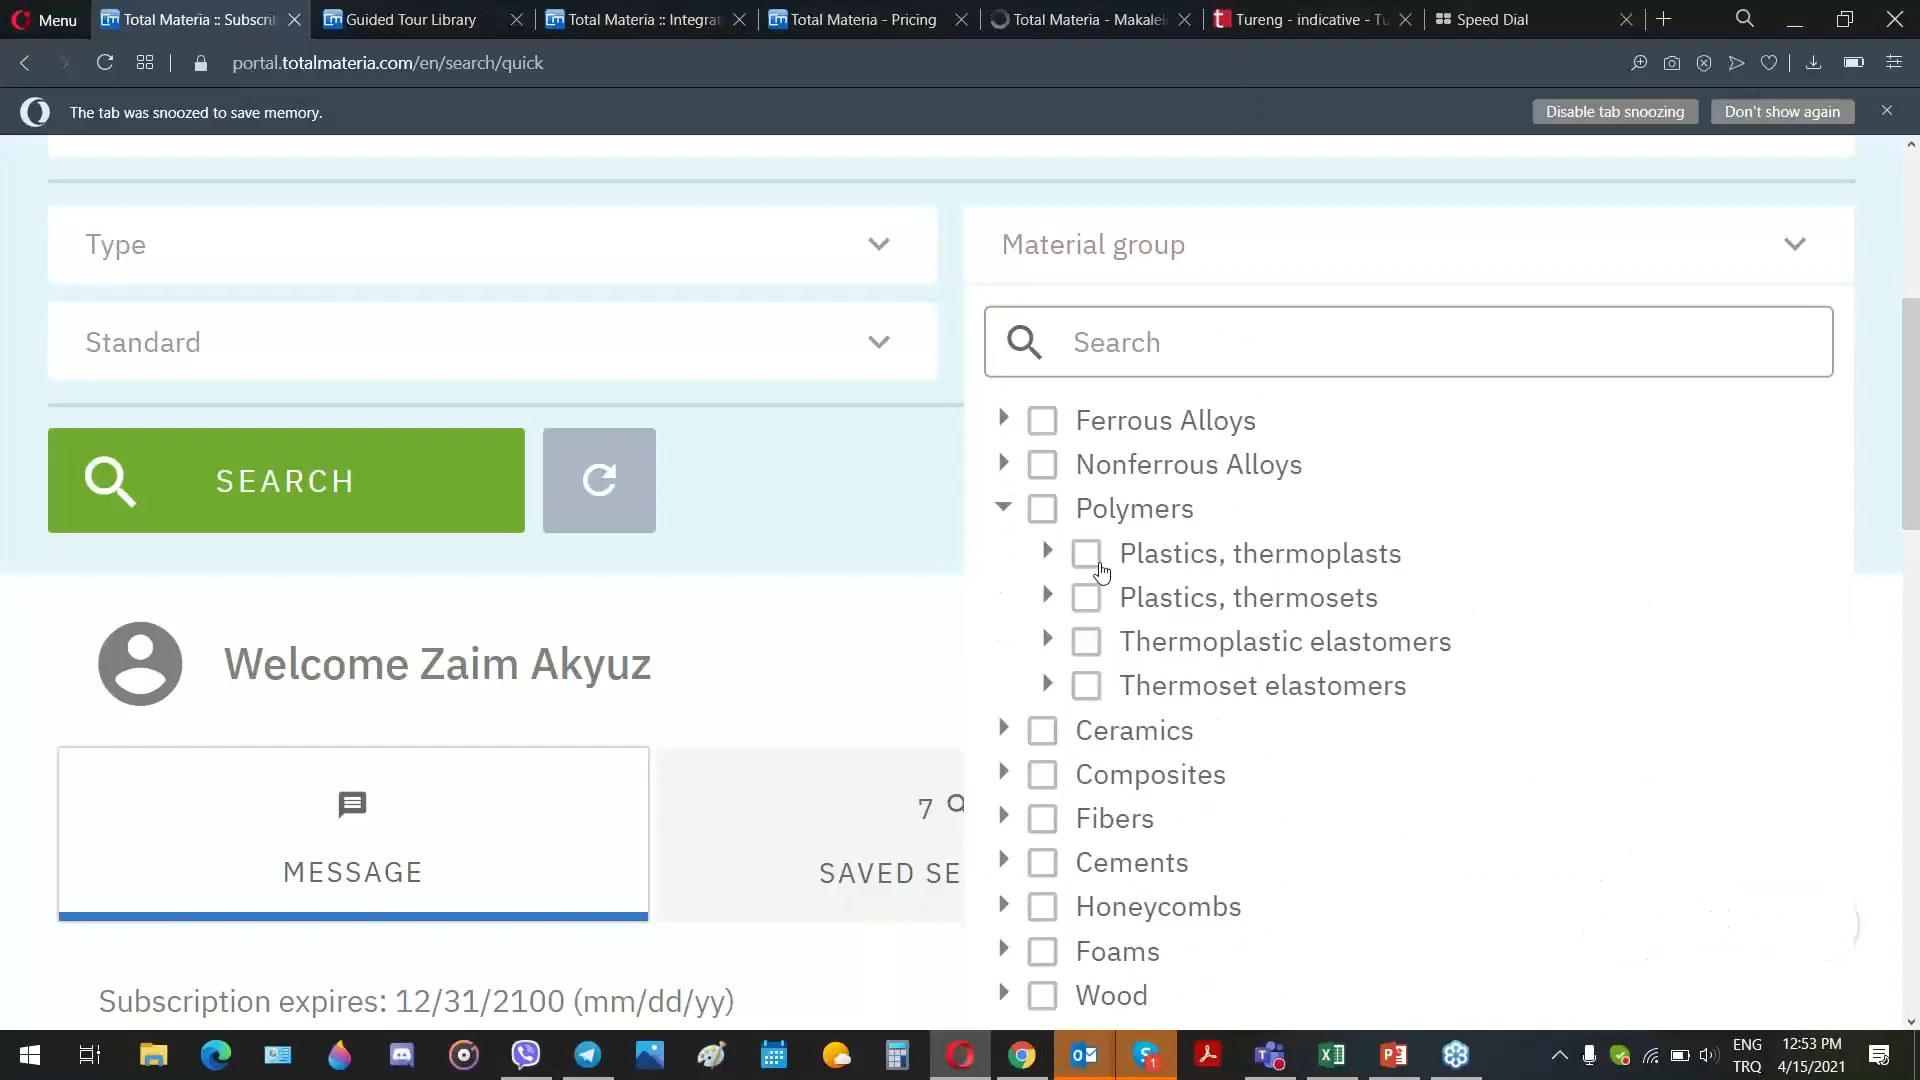 Menu
Total Materia :: Subscri
Guided Tour Library
Total Materia :: Integrat
Total Materia - Pricing
Total Materia - Makalel
Tureng - indicative - Tu
Speed Dial
portal.totalmateria.com/en/search/quick
The tab was snoozed to save memory.
Disable tab snoozing
Don't show again
Type
Material group
Standard
Search
SEARCH
Ferrous Alloys
Nonferrous Alloys
Polymers
Plastics, thermoplasts
Plastics, thermosets
Thermoplastic elastomers
Thermoset elastomers
Ceramics
Composites
Fibers
Cements
Honeycombs
Foams
Wood
Welcome Zaim Akyuz
MESSAGE
7
SAVED SE
Subscription expires: 12/31/2100 (mm/dd/yy)
1
ENG
TRQ
12:53 PM
4/15/2021